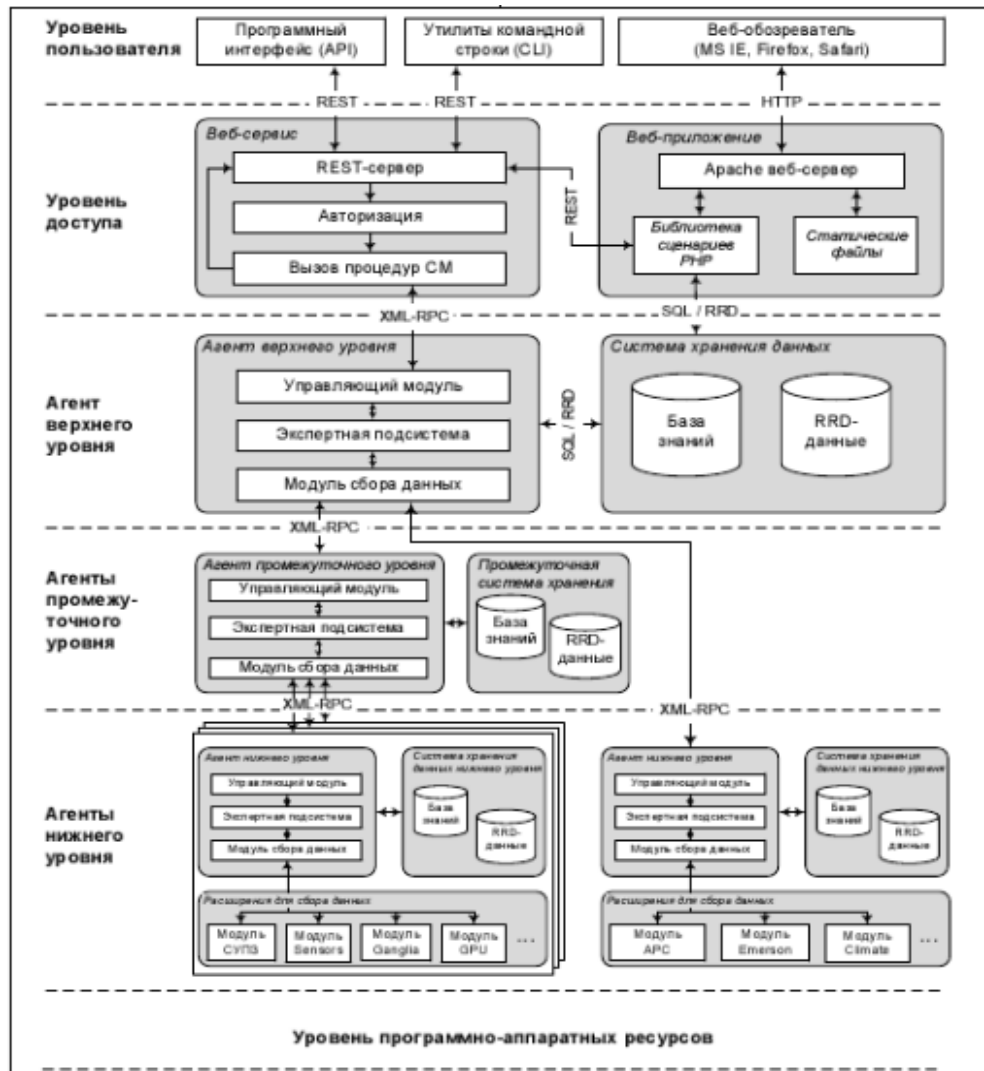 Уровень
пользователя
Программный
интерфейс (API)
Утилиты командной
строки (CLI)
Веб-обозреватель
(MS IE, Firefox, Safari)
REST
REST
HTTP
Уровень
доступа
Веб-сервис
REST-сервер
Авторизация
Вызов процедур СМ
REST
Веб-приложение
Apache веб-сервер
Библиотека
сценариев
PHP
Статические
файлы
XML-RPC
SQL / RRD
Агент
верхнего
уровня
Агент верхнего уровня
Управляющий модуль
Экспертная подсистема
Модуль сбора данных
SQL / RRD
Система хранения данных
База
знаний
RRD-
данные
XML-RPC
Агенты
промежу-
точного
уровня
Агент промежуточного уровня
Управляющий модуль
Экспертная подсистема
Модуль сбора данных
Промежуточная
система хранения
База
знаний
RRD-
данные
XML-RPC
XML-RPC
Агенты
нижнего
уровня
Агент нижнего уровня
Управляющий модуль
Экспертная подсистема
Модуль сбора данных
Система хранения
данных нижнего уровня
База
знаний
RRD-
данные
Расширения для сбора данных
Модуль
СУПЗ
Модуль
Sensors
Модуль
Ganglia
Модуль
GPU
...
Агент нижнего уровня
Управляющий модуль
Экспертная подсистема
Модуль сбора данных
Система хранения
данных нижнего уровня
База
знаний
RRD-
данные
Расширения для сбора данных
Модуль
APC
Модуль
Emerson
Модуль
Climate
...
Уровень программно-аппаратных ресурсов